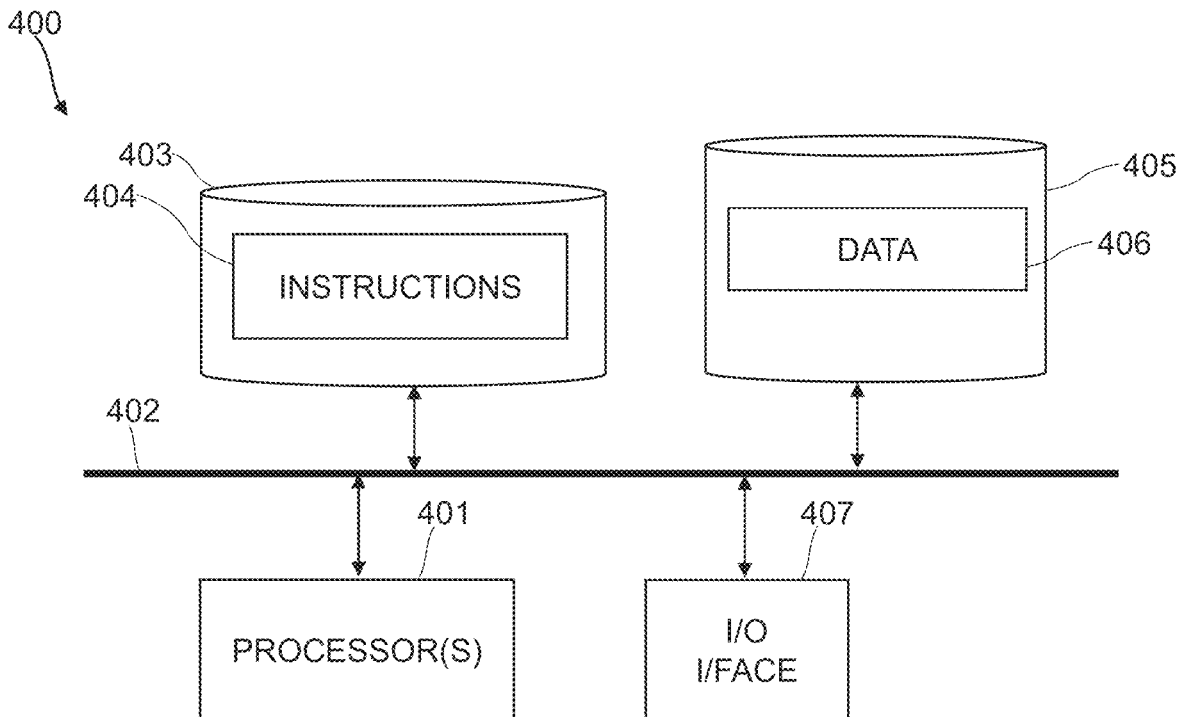 400
403
404
INSTRUCTIONS
405
DATA
406
402
401
407
PROCESSOR(S)
I/O
I/FACE